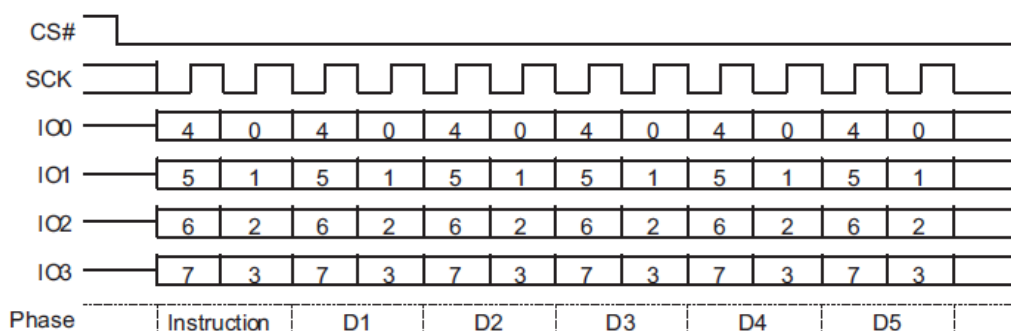 CS#
SCK
IO0 4 0 4 0 4 0 4 0 4 0 4 0
IO1 5 1 5 1 5 1 5 1 5 1 5 1
IO2 6 2 6 2 6 2 6 2 6 2 6 2
IO3 7 3 7 3 7 3 7 3 7 3 7 3
Phase Instruction D1 D2 D3 D4 D5